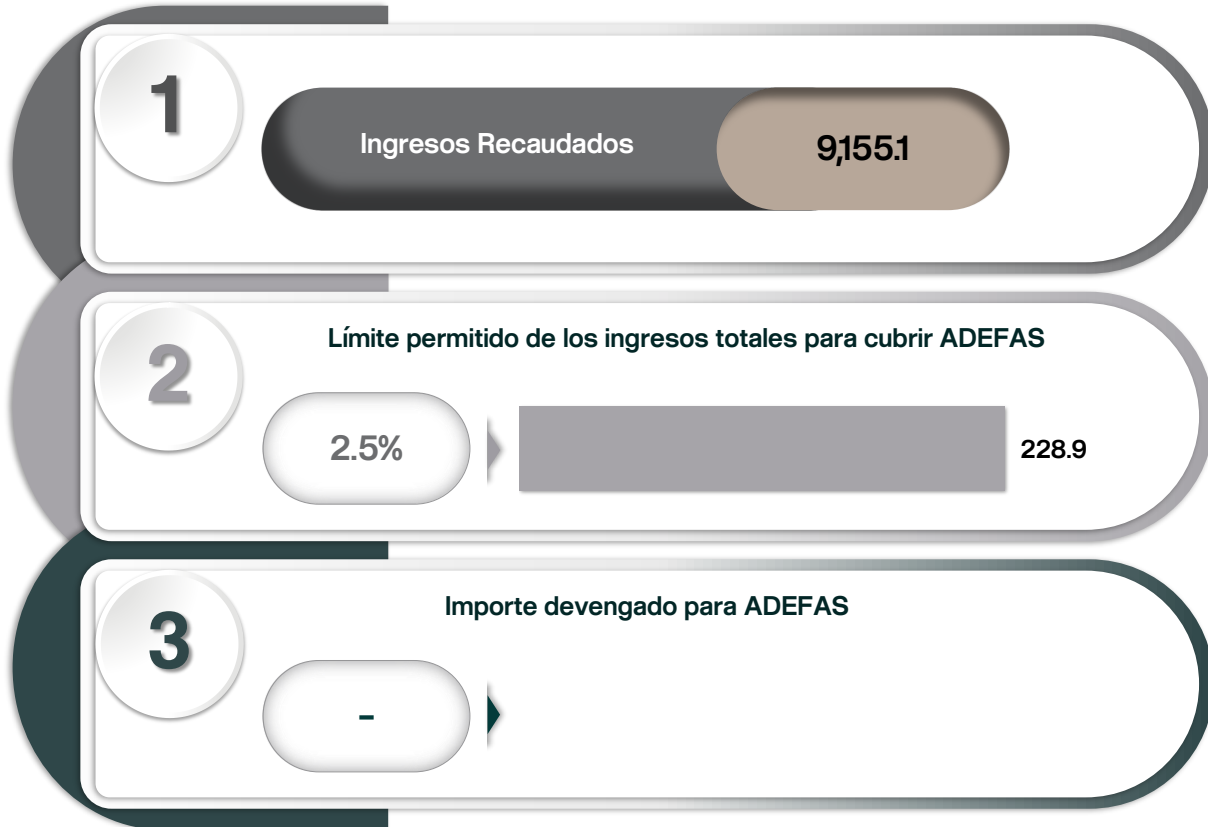 1
Ingresos Recaudados
9,155.1
2
Límite permitido de los ingresos totales para cubrir ADEFAS
2.5%
228.9
3
Importe devengado para ADEFAS
-